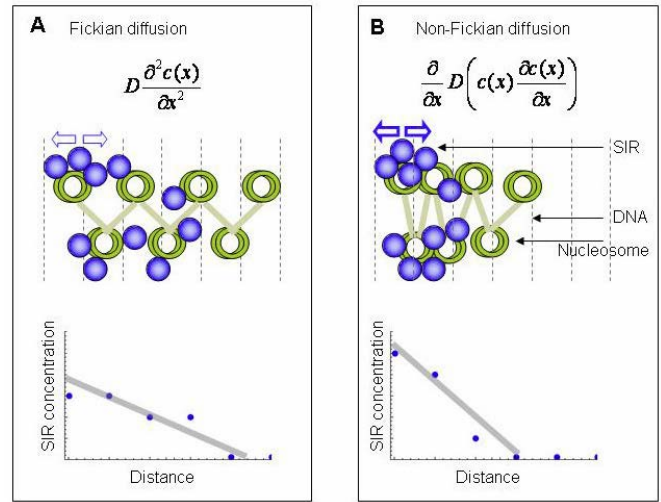 A Fickian diffusion
D ∂²c(x) / ∂x²
SIR concentration
Distance
B Non-Fickian diffusion
∂/∂x D ( c(x) ∂c(x)/∂x )
SIR
DNA
Nucleosome
SIR concentration
Distance